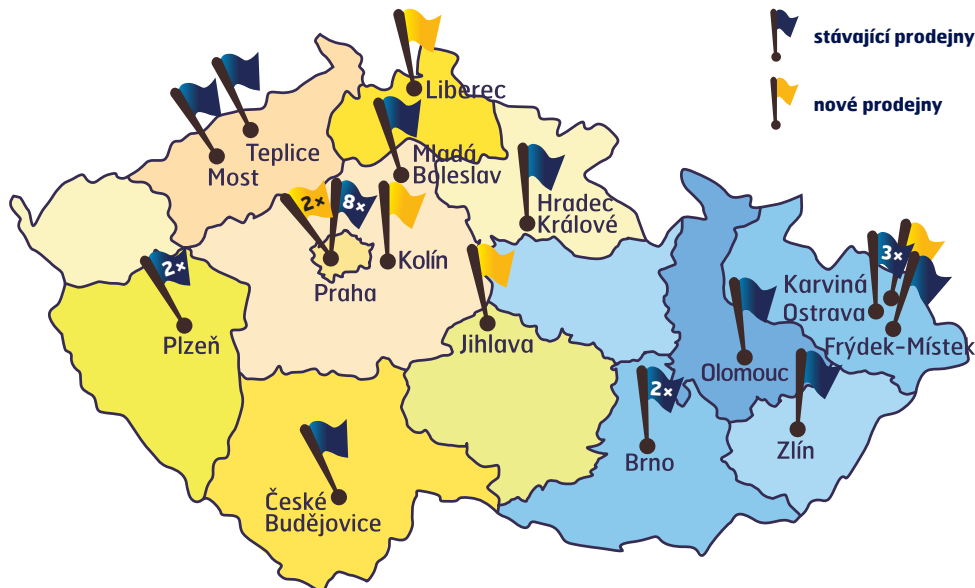 stávající prodejny
nové prodejny
Liberec
Teplice
Most
Mladá
Boleslav
Hradec
Králové
2×
8×
Praha
Kolín
2×
Plzeň
Jihlava
3×
Karviná
Ostrava
Frýdek-Místek
Olomouc
2×
Brno
Zlín
České
Budějovice